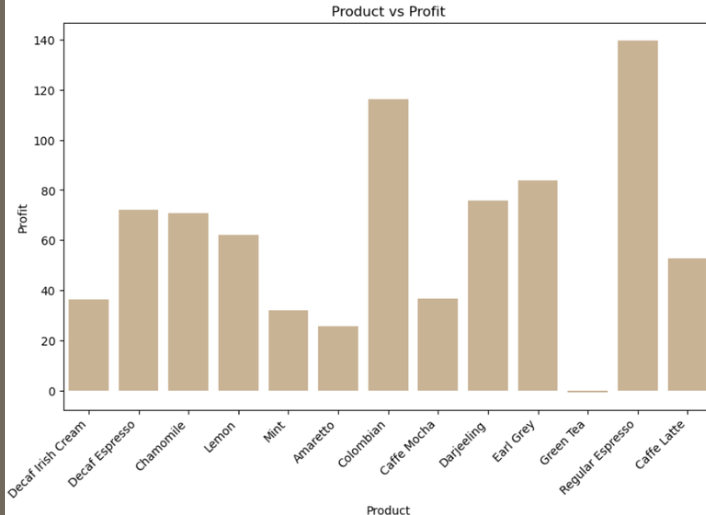 Product vs Profit
Profit
140
120
100
80
60
40
20
0
Decaf Irish Cream
Decaf Espresso
Chamomile
Lemon
Mint
Amaretto
Colombian
Caffe Mocha
Darjeeling
Earl Grey
Green Tea
Regular Espresso
Caffe Latte
Product